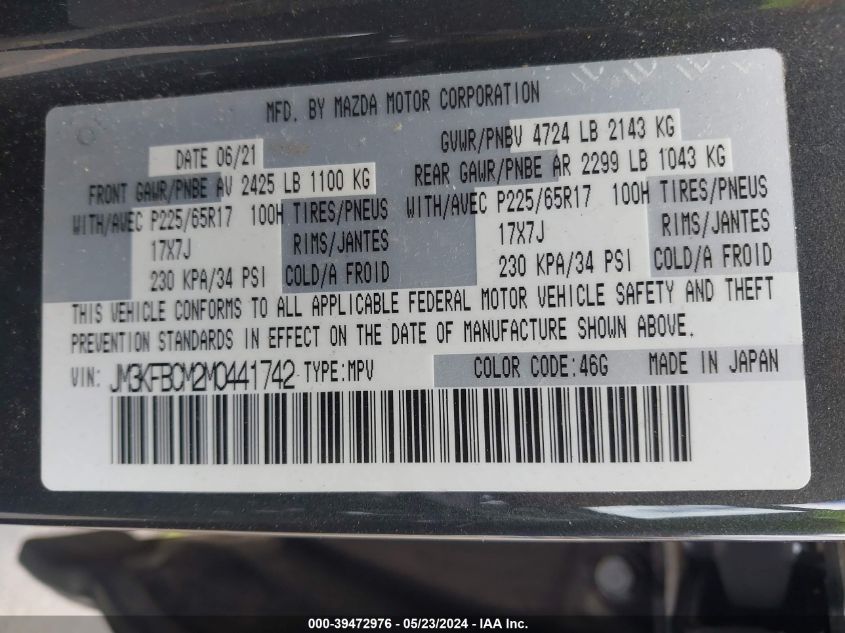 MFD. BY MAZDA MOTOR CORPORATION
DATE 06/21 GVWR/PNBV 4724 LB 2143 KG
FRONT GAWR/PNBE AV 2425 LB 1100 KG REAR GAWR/PNBE AR 2299 LB 1043 KG
WITH/AVEC P225/65R17 100H TIRES/PNEUS WITH/AVEC P225/65R17 100H TIRES/PNEUS
17X7J RIMS/JANTES 17X7J RIMS/JANTES
230 KPA/34 PSI COLD/A FROID 230 KPA/34 PSI COLD/A FROID
THIS VEHICLE CONFORMS TO ALL APPLICABLE FEDERAL MOTOR VEHICLE SAFETY AND THEFT
PREVENTION STANDARDS IN EFFECT ON THE DATE OF MANUFACTURE SHOWN ABOVE.
VIN: JM3KFBCM2M0441742 TYPE:MPV COLOR CODE:46G MADE IN JAPAN
000-39472976 - 05/23/2024 - IAA Inc.